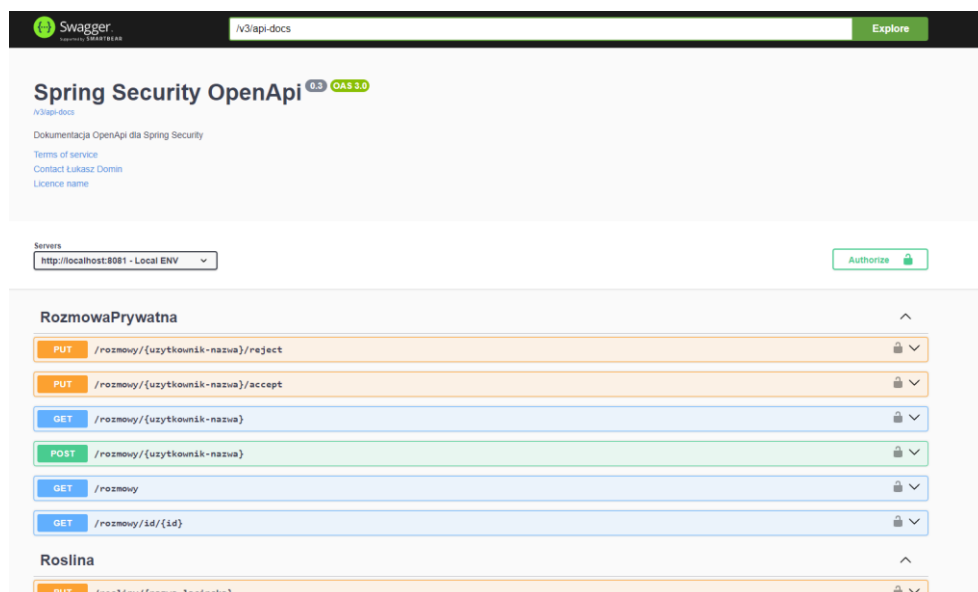 Swagger.
Supported by SMARTBEAR
/v3/api-docs
Explore
Spring Security OpenApi 0.3 OAS 3.0
/v3/api-docs
Dokumentacja OpenApi dla Spring Security
Terms of service
Contact Łukasz Domin
Licence name
Servers
http://localhost:8081 - Local ENV
Authorize
RozmowaPrywatna
PUT /rozmowy/{uzytkownik-nazwa}/reject
PUT /rozmowy/{uzytkownik-nazwa}/accept
GET /rozmowy/{uzytkownik-nazwa}
POST /rozmowy/{uzytkownik-nazwa}
GET /rozmowy
GET /rozmowy/id/{id}
Roslina
PUT